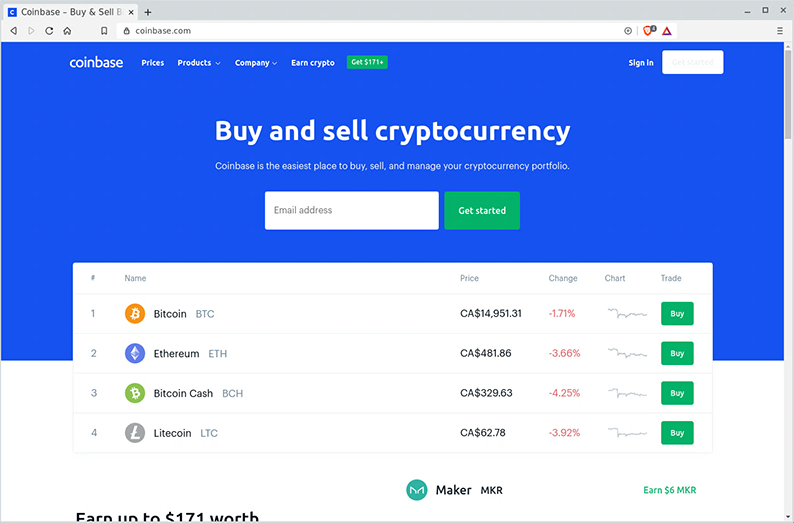 Coinbase – Buy & Sell B
coinbase.com
4
coinbase Prices Products Company Earn crypto Get $171+ Sign in Get started
Buy and sell cryptocurrency
Coinbase is the easiest place to buy, sell, and manage your cryptocurrency portfolio.
Email address Get started
# Name Price Change Chart Trade
1 Bitcoin BTC CA$14,951.31 -1.71% Buy
2 Ethereum ETH CA$481.86 -3.66% Buy
3 Bitcoin Cash BCH CA$329.63 -4.25% Buy
4 Litecoin LTC CA$62.78 -3.92% Buy
Maker MKR Earn $6 MKR
Earn up to $171 worth